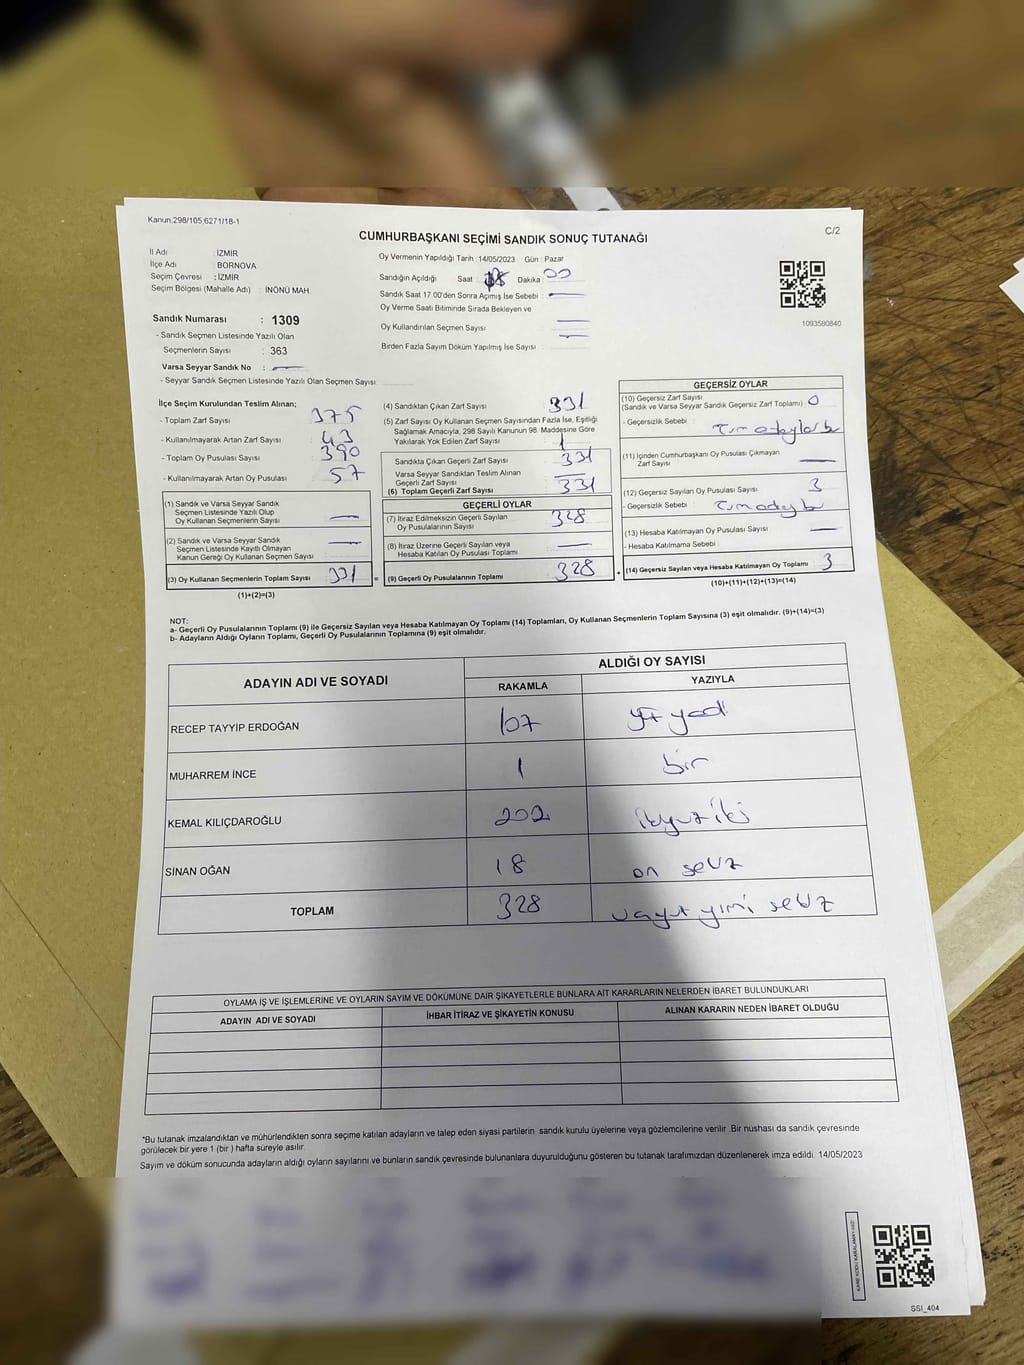 Kanun.298/105,6271/18-1
CUMHURBAŞKANI SEÇİMİ SANDIK SONUÇ TUTANAĞI
C/2
İl Adı : İZMİR
İlçe Adı : BORNOVA
Seçim Çevresi : İZMİR
Seçim Bölgesi (Mahalle Adı) : İNÖNÜ MAH.
Sandık Numarası : 1309
- Sandık Seçmen Listesinde Yazılı Olan
Seçmenlerin Sayısı : 363
Varsa Seyyar Sandık No :
- Seyyar Sandık Seçmen Listesinde Yazılı Olan Seçmen Sayısı:
Oy Vermenin Yapıldığı Tarih :14/05/2023 Gün : Pazar
Sandığın Açıldığı Saat 18 Dakika : 00
Sandık Saat 17:00'den Sonra Açımış İse Sebebi :
Oy Verme Saati Bitiminde Sırada Bekleyen ve
Oy Kullandırılan Seçmen Sayısı :
Birden Fazla Sayım Döküm Yapılmış İse Sayısı :
1093580840
İlçe Seçim Kurulundan Teslim Alınan;
- Toplam Zarf Sayısı : 375
- Kullanılmayarak Artan Zarf Sayısı : 43
- Toplam Oy Pusulası Sayısı : 390
- Kullanılmayarak Artan Oy Pusulası : 57
(1) Sandık ve Varsa Seyyar Sandık
Seçmen Listesinde Yazılı Olup
Oy Kullanan Seçmenlerin Sayısı :
(2) Sandık ve Varsa Seyyar Sandık
Seçmen Listesinde Kayıtlı Olmayan
Kanun Gereği Oy Kullanan Seçmen Sayısı :
(3) Oy Kullanan Seçmenlerin Toplam Sayısı : 331
(1)+(2)=(3)
=
(4) Sandıktan Çıkan Zarf Sayısı : 331
(5) Zarf Sayısı Oy Kullanan Seçmen Sayısından Fazla İse, Eşitliği
Sağlamak Amacıyla, 298 Sayılı Kanunun 98. Maddesine Göre
Yakılarak Yok Edilen Zarf Sayısı : 1
Sandıkta Çıkan Geçerli Zarf Sayısı : 331
Varsa Seyyar Sandıktan Teslim Alınan
Geçerli Zarf Sayısı :
(6) Toplam Geçerli Zarf Sayısı : 331
GEÇERLİ OYLAR
(7) İtiraz Edilmeksizin Geçerli Sayılan
Oy Pusulalarının Sayısı : 328
(8) İtiraz Üzerine Geçerli Sayılan veya
Hesaba Katılan Oy Pusulası Toplamı :
(9) Geçerli Oy Pusulalarının Toplamı : 328
+
GEÇERSİZ OYLAR
(10) Geçersiz Zarf Sayısı
(Sandık ve Varsa Seyyar Sandık Geçersiz Zarf Toplamı) : 0
- Geçersizlik Sebebi :
(11) İçinden Cumhurbaşkanı Oy Pusulası Çıkmayan
Zarf Sayısı :
(12) Geçersiz Sayılan Oy Pusulası Sayısı : 3
- Geçersizlik Sebebi :
(13) Hesaba Katılmayan Oy Pusulası Sayısı :
- Hesaba Katılmama Sebebi :
(14) Geçersiz Sayılan veya Hesaba Katılmayan Oy Toplamı : 3
(10)+(11)+(12)+(13)=(14)
NOT:
a- Geçerli Oy Pusulalarının Toplamı (9) ile Geçersiz Sayılan veya Hesaba Katılmayan Oy Toplamı (14) Toplamları, Oy Kullanan Seçmenlerin Toplam Sayısına (3) eşit olmalıdır. (9)+(14)=(3)
b- Adayların Aldığı Oyların Toplamı, Geçerli Oy Pusulalarının Toplamına (9) eşit olmalıdır.
ADAYIN ADI VE SOYADI
ALDIĞI OY SAYISI
RAKAMLA YAZIYLA
RECEP TAYYİP ERDOĞAN 107 yüz yedi
MUHARREM İNCE 1 bir
KEMAL KILIÇDAROĞLU 202 ikiyüz iki
SİNAN OĞAN 18 on sekiz
TOPLAM 328 üçyüz yirmi sekiz
OYLAMA İŞ VE İŞLEMLERİNE VE OYLARIN SAYIM VE DÖKÜMÜNE DAİR ŞİKAYETLERLE BUNLARA AİT KARARLARIN NELERDEN İBARET BULUNDUKLARI
ADAYIN ADI VE SOYADI İHBAR İTİRAZ VE ŞİKAYETİN KONUSU ALINAN KARARIN NEDEN İBARET OLDUĞU
*Bu tutanak imzalandıktan ve mühürlendikten sonra seçime katılan adayların ve talep eden siyasi partilerin sandık kurulu üyelerine veya gözlemcilerine verilir .Bir nüshası da sandık çevresinde
görülecek bir yere 1 (bir ) hafta süreyle asılır.
Sayım ve döküm sonucunda adayların aldığı oyların sayılarını ve bunların sandık çevresinde bulunanlara duyurulduğunu gösteren bu tutanak tarafımızdan düzenlenerek imza edildi. 14/05/2023
KARE KODU KARALAMAYINIZ!
SSI_404